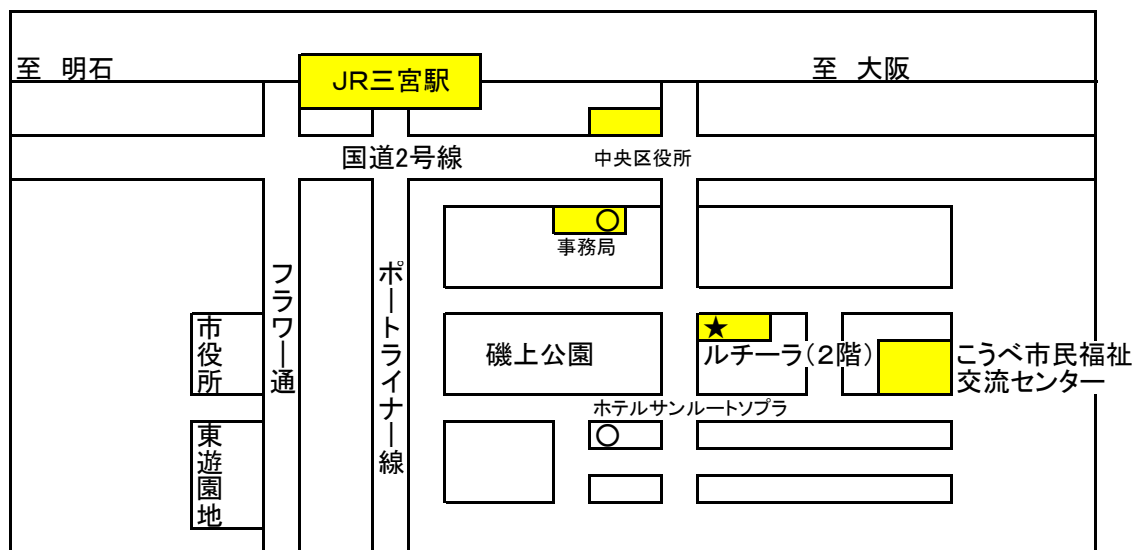 至 明石
JR三宮駅
至 大阪
国道2号線
中央区役所
○
事務局
フラワー通
ポートライナー線
市役所
磯上公園
★
ルチーラ(2階)
こうべ市民福祉
交流センター
ホテルサンルートソプラ
○
東遊園地